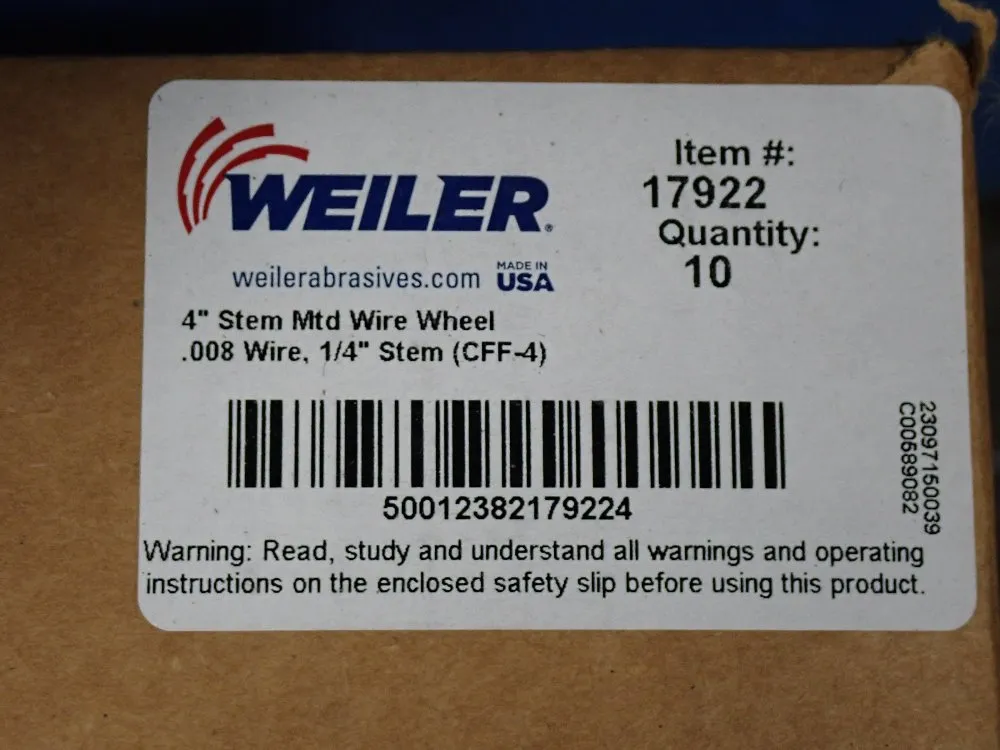 WEILER®
weilerabrasives.com
MADE IN
USA
Item #:
17922
Quantity:
10
4" Stem Mtd Wire Wheel
.008 Wire, 1/4" Stem (CFF-4)
50012382179224
23097150039
C00589082
Warning: Read, study and understand all warnings and operating
instructions on the enclosed safety slip before using this product.